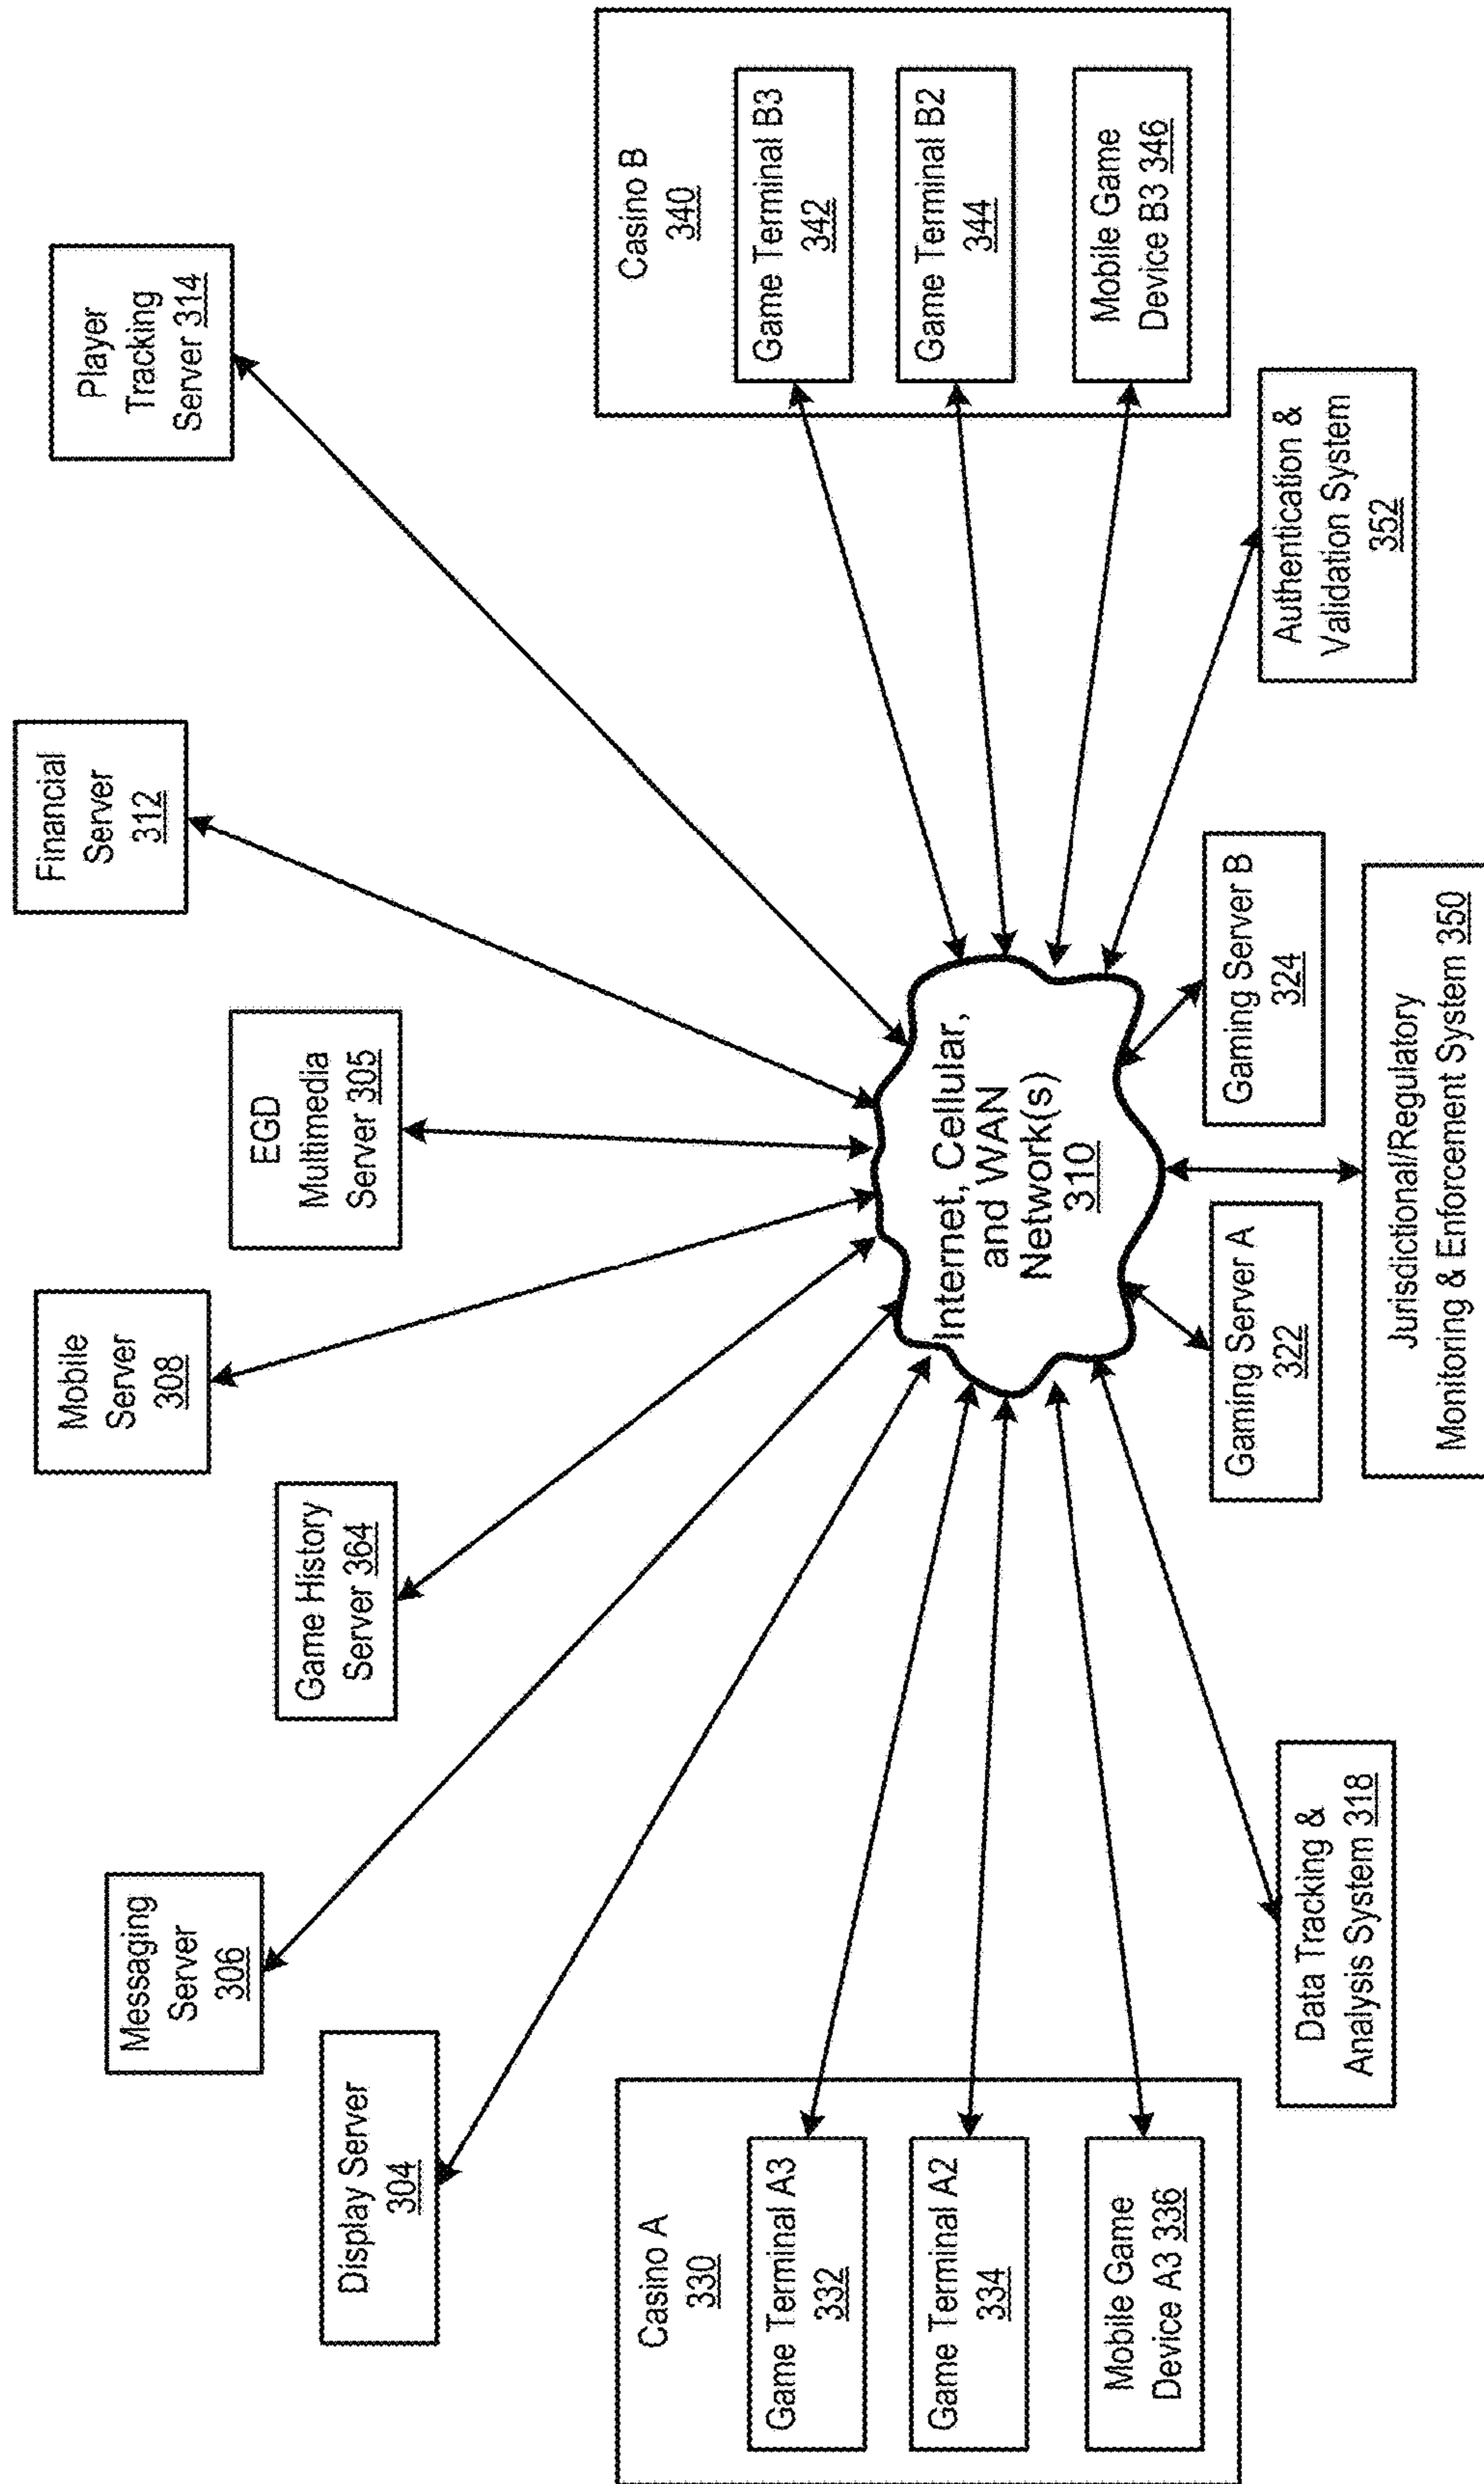 Messaging
Server
306
Display Server
304
Game History
Server 364
Mobile
Server
308
EGD
Multimedia
Server 305
Financial
Server
312
Player
Tracking
Server 314
Casino A
330
Game Terminal A3
332
Game Terminal A2
334
Mobile Game
Device A3 336
Internet, Cellular,
and WAN
Network(s)
310
Casino B
340
Game Terminal B3
342
Game Terminal B2
344
Mobile Game
Device B3 346
Data Tracking &
Analysis System 318
Gaming Server A
322
Gaming Server B
324
Authentication &
Validation System
352
Jurisdictional/Regulatory
Monitoring & Enforcement System 350